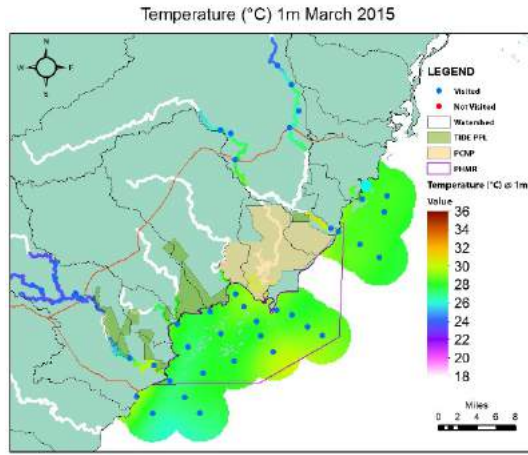 Temperature (°C) 1m March 2015
N
W
E
S
LEGEND
Visited
Not Visited
Watershed
TIDE PPL
PCNP
PHMR
Temperature (°C) @ 1m
Value
36
34
32
30
28
26
24
22
20
18
Miles
0 2 4 8